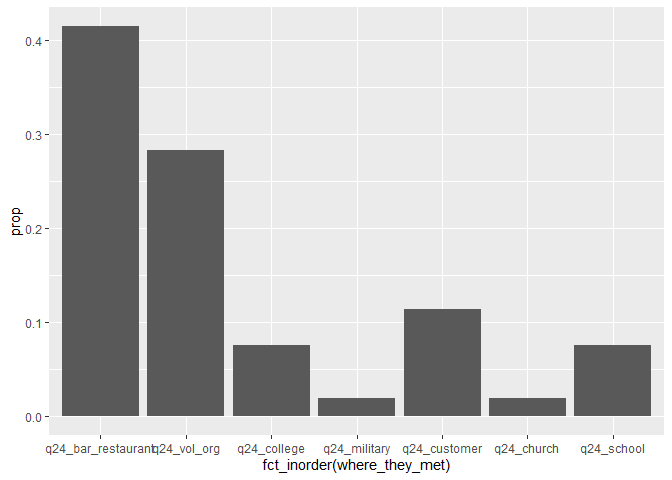 prop
0.4
0.3
0.2
0.1
0.0
q24_bar_restaurant q24_vol_org q24_college q24_military q24_customer q24_church q24_school
fct_inorder(where_they_met)